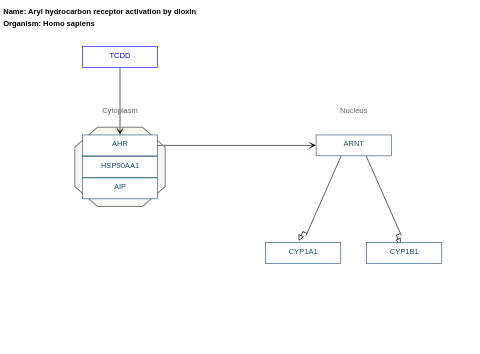 Name: Aryl hydrocarbon receptor activation by dioxin
Organism: Homo sapiens
TCDD
Cytoplasm
Nucleus
AHR
ARNT
HSP90AA1
AIP
CYP1A1
CYP1B1